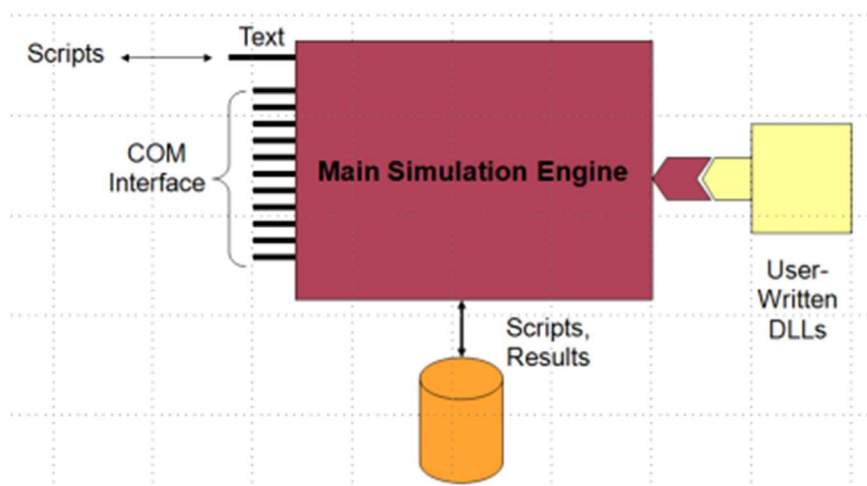 Text
Scripts
COM
Interface
Main Simulation Engine
User-
Written
DLLs
Scripts,
Results